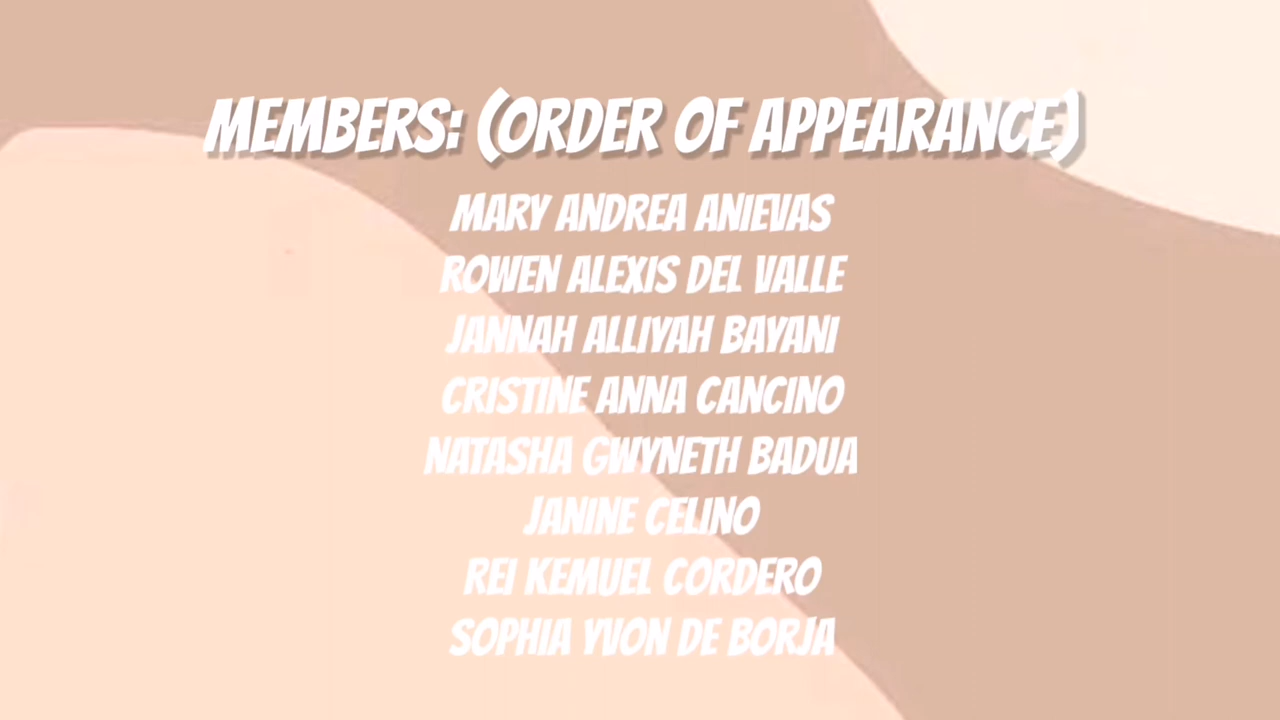 MEMBERS: (ORDER OF APPEARANCE)
MARY ANDREA ANIEVAS
ROWEN ALEXIS DEL VALLE
JANNAH ALLIYAH BAYANI
CRISTINE ANNA CANCINO
NATASHA GWYNETH BADUA
JANINE CELINO
REI KEMUEL CORDERO
SOPHIA YVON DE BORJA